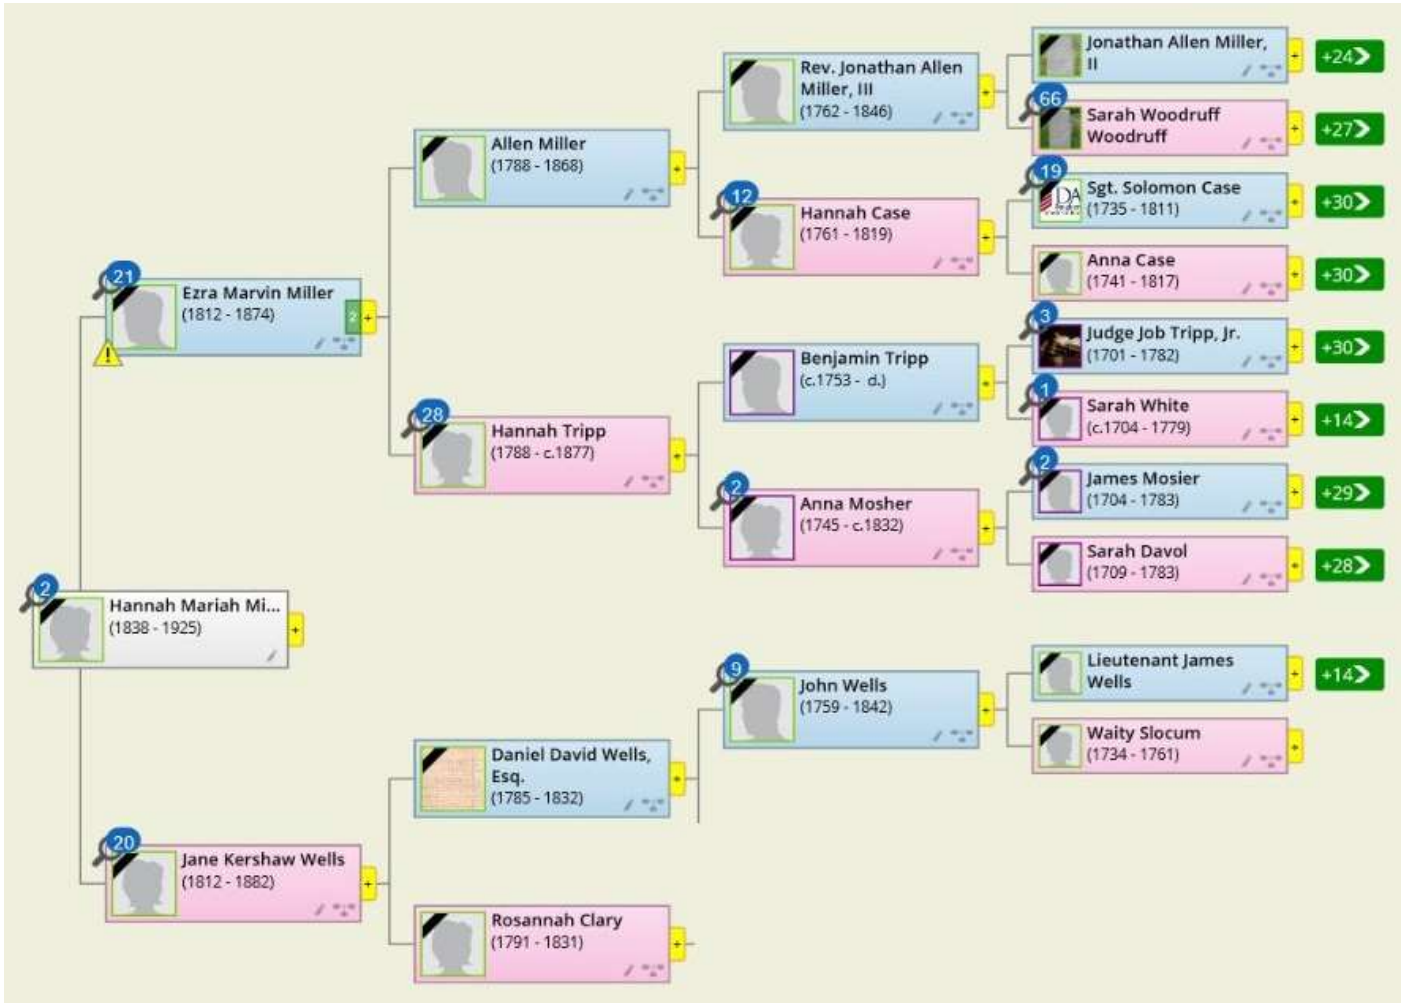 Jonathan Allen Miller,
II
+
+24
Rev. Jonathan Allen
Miller, III
(1762 - 1846)
+
66
Sarah Woodruff
Woodruff
+
+27
Allen Miller
(1788 - 1868)
+
19
Sgt. Solomon Case
(1735 - 1811)
+
+30
12
Hannah Case
(1761 - 1819)
+
Anna Case
(1741 - 1817)
+
+30
21
Ezra Marvin Miller
(1812 - 1874)
2
+
!
3
Judge Job Tripp, Jr.
(1701 - 1782)
+
+30
Benjamin Tripp
(c.1753 - d.)
+
1
Sarah White
(c.1704 - 1779)
+
+14
28
Hannah Tripp
(1788 - c.1877)
+
2
James Mosier
(1704 - 1783)
+
+29
2
Anna Mosher
(1745 - c.1832)
+
Sarah Davol
(1709 - 1783)
+
+28
2
Hannah Mariah Mi...
(1838 - 1925)
+
9
John Wells
(1759 - 1842)
+
Lieutenant James
Wells
+
+14
Waity Slocum
(1734 - 1761)
+
Daniel David Wells,
Esq.
(1785 - 1832)
+
20
Jane Kershaw Wells
(1812 - 1882)
+
Rosannah Clary
(1791 - 1831)
+